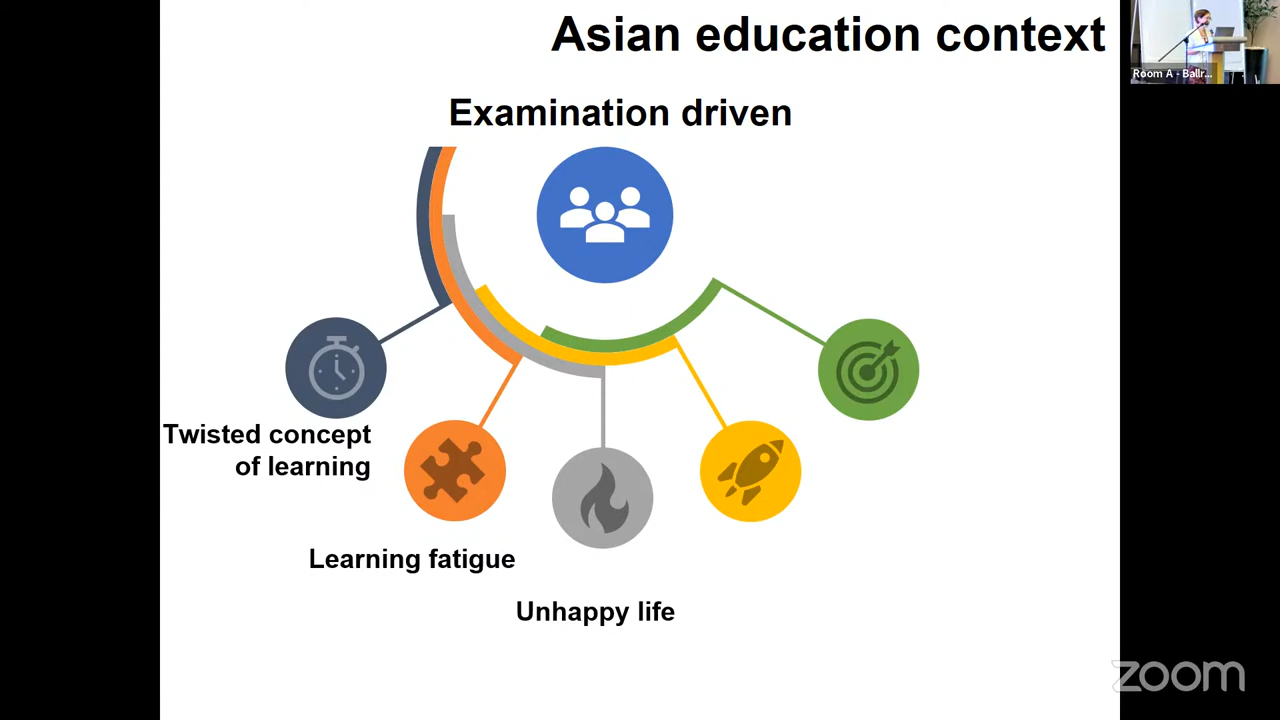 Asian education context
Room A - Ballr...
Examination driven
Twisted concept
of learning
Learning fatigue
Unhappy life
zoom